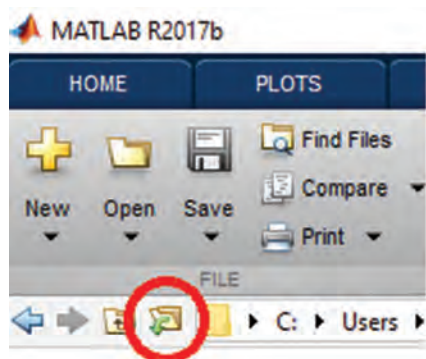 MATLAB R2017b
HOME PLOTS
New Open Save
Find Files
Compare
Print
FILE
C: Users